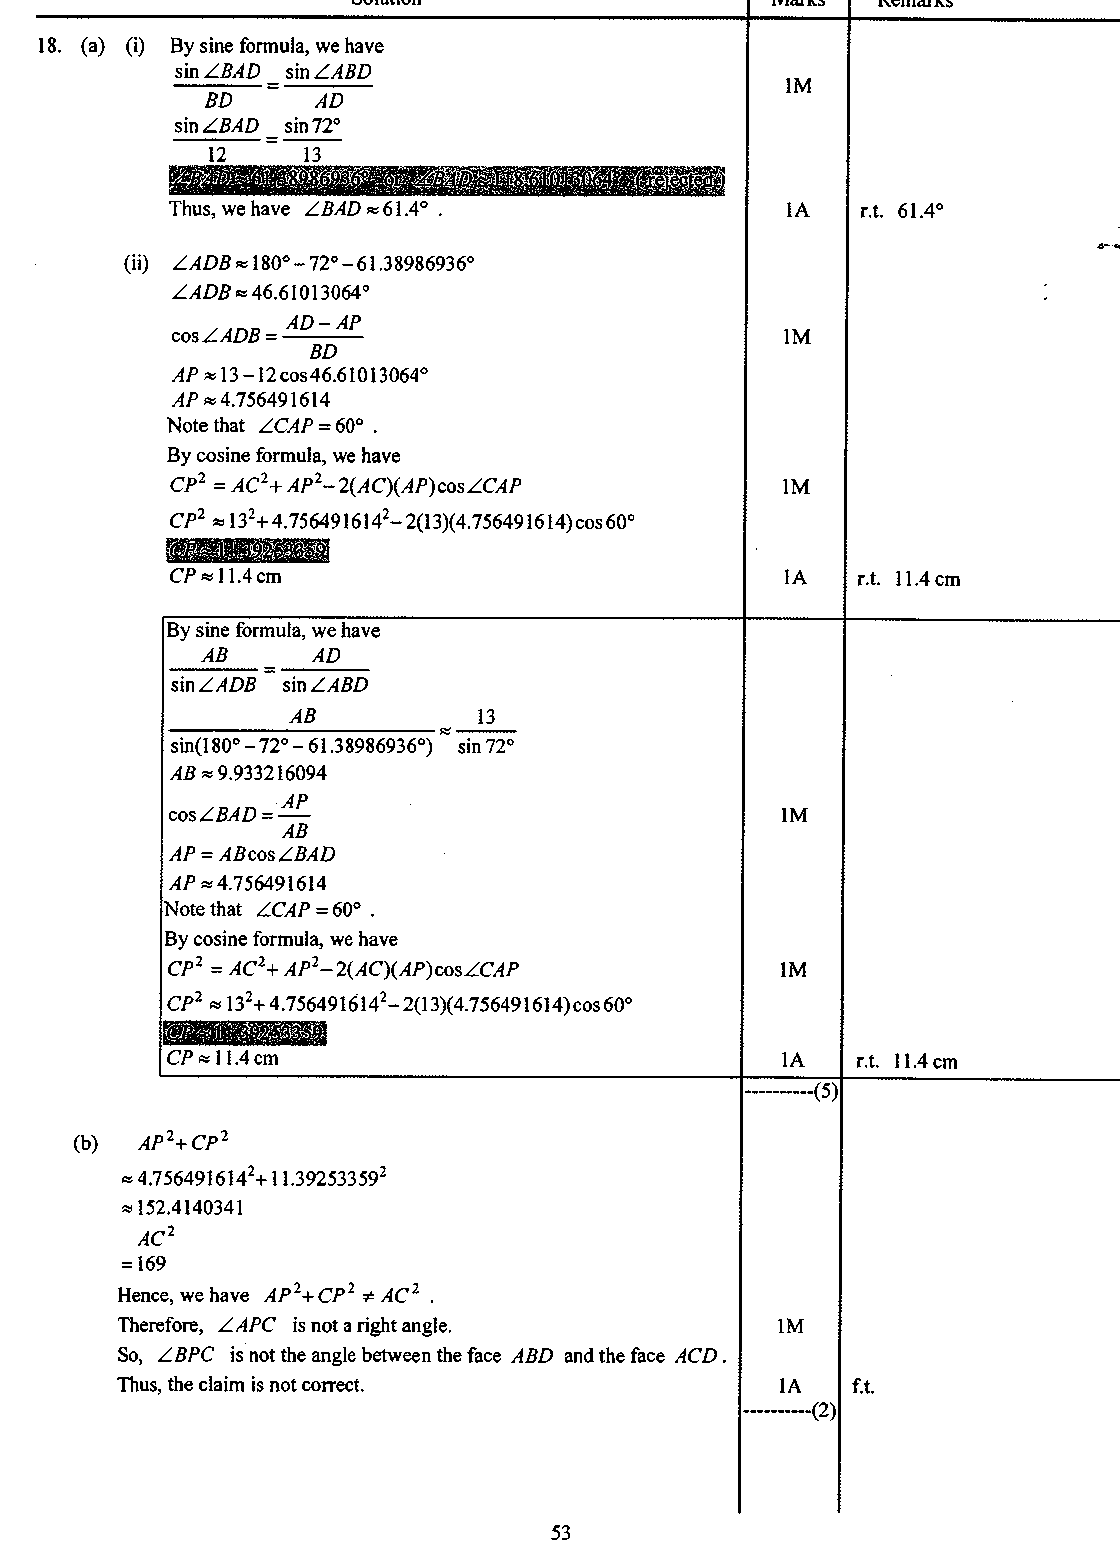 Solution Marks Remarks
18. (a) (i) By sine formula, we have
sin ∠BAD / BD = sin ∠ABD / AD 1M
sin ∠BAD / 12 = sin 72° / 13
Thus, we have ∠BAD ≈ 61.4° . 1A r.t. 61.4°
(ii) ∠ADB ≈ 180° − 72° − 61.38986936°
∠ADB ≈ 46.61013064°
cos ∠ADB = (AD − AP) / BD 1M
AP ≈ 13 − 12 cos 46.61013064°
AP ≈ 4.756491614
Note that ∠CAP = 60° .
By cosine formula, we have
CP² = AC² + AP² − 2(AC)(AP) cos ∠CAP 1M
CP² ≈ 13² + 4.756491614² − 2(13)(4.756491614) cos 60°
CP ≈ 11.4 cm 1A r.t. 11.4 cm
By sine formula, we have
AB / sin ∠ADB = AD / sin ∠ABD
AB / sin(180° − 72° − 61.38986936°) ≈ 13 / sin 72°
AB ≈ 9.933216094
cos ∠BAD = AP / AB 1M
AP = AB cos ∠BAD
AP ≈ 4.756491614
Note that ∠CAP = 60° .
By cosine formula, we have
CP² = AC² + AP² − 2(AC)(AP) cos ∠CAP 1M
CP² ≈ 13² + 4.756491614² − 2(13)(4.756491614) cos 60°
CP ≈ 11.4 cm 1A r.t. 11.4 cm
----------(5)
(b) AP² + CP²
≈ 4.756491614² + 11.39253359²
≈ 152.4140341
AC²
= 169
Hence, we have AP² + CP² ≠ AC² .
Therefore, ∠APC is not a right angle. 1M
So, ∠BPC is not the angle between the face ABD and the face ACD .
Thus, the claim is not correct. 1A f.t.
----------(2)
53